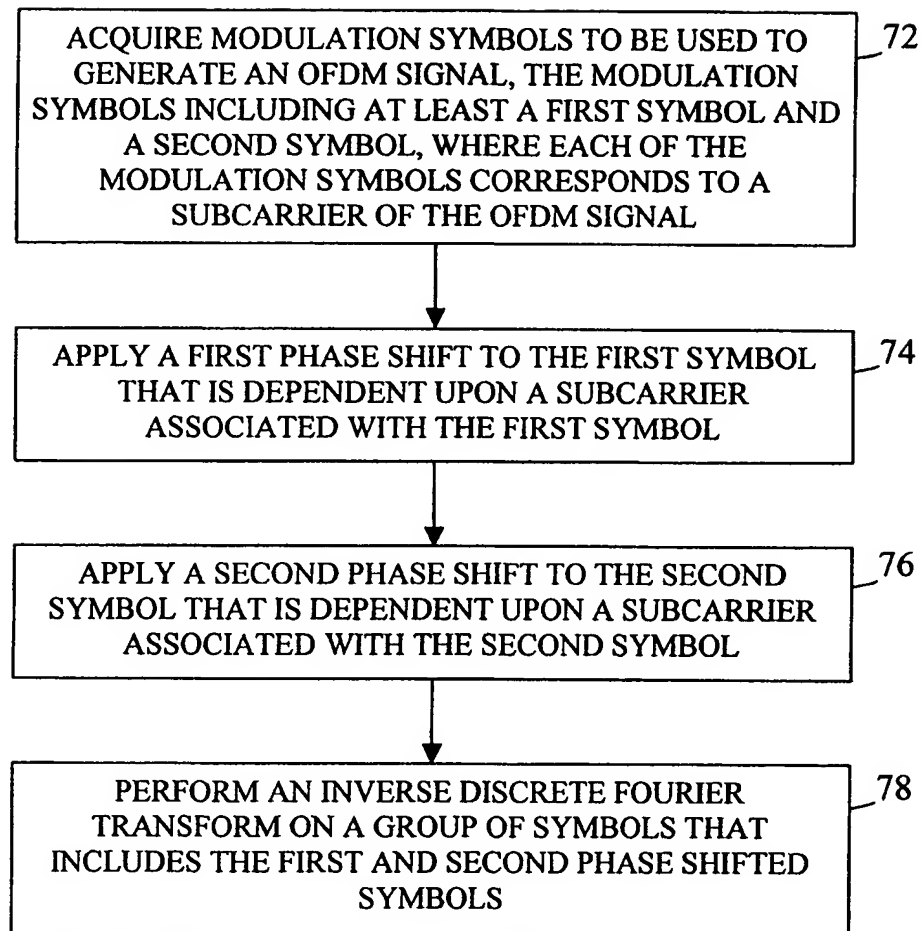 ACQUIRE MODULATION SYMBOLS TO BE USED TO
GENERATE AN OFDM SIGNAL, THE MODULATION
SYMBOLS INCLUDING AT LEAST A FIRST SYMBOL AND
A SECOND SYMBOL, WHERE EACH OF THE
MODULATION SYMBOLS CORRESPONDS TO A
SUBCARRIER OF THE OFDM SIGNAL
72
APPLY A FIRST PHASE SHIFT TO THE FIRST SYMBOL
THAT IS DEPENDENT UPON A SUBCARRIER
ASSOCIATED WITH THE FIRST SYMBOL
74
APPLY A SECOND PHASE SHIFT TO THE SECOND
SYMBOL THAT IS DEPENDENT UPON A SUBCARRIER
ASSOCIATED WITH THE SECOND SYMBOL
76
PERFORM AN INVERSE DISCRETE FOURIER
TRANSFORM ON A GROUP OF SYMBOLS THAT
INCLUDES THE FIRST AND SECOND PHASE SHIFTED
SYMBOLS
78